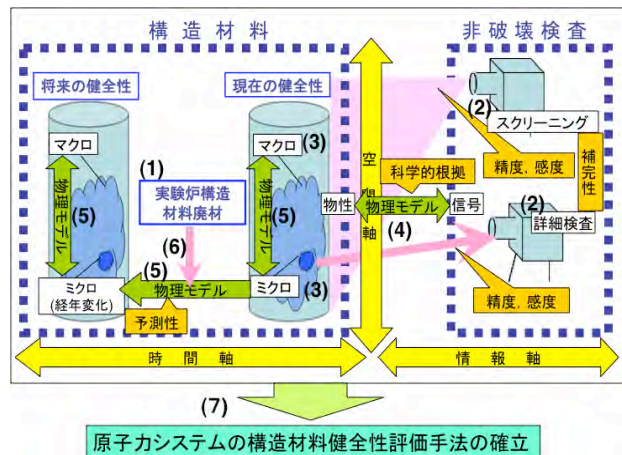 構造材料
非破壊検査
将来の健全性
現在の健全性
(2)
スクリーニング
マクロ
マクロ
(3)
精度，感度
補完性
空間軸
科学的根拠
(1)
実験炉構造
材料廃材
物理モデル
(5)
物理モデル
(5)
物性
物理モデル
信号
(4)
(2)
詳細検査
(6)
(5)
ミクロ
(経年変化)
物理モデル
ミクロ
(3)
予測性
精度，感度
時間軸
情報軸
(7)
原子力システムの構造材料健全性評価手法の確立